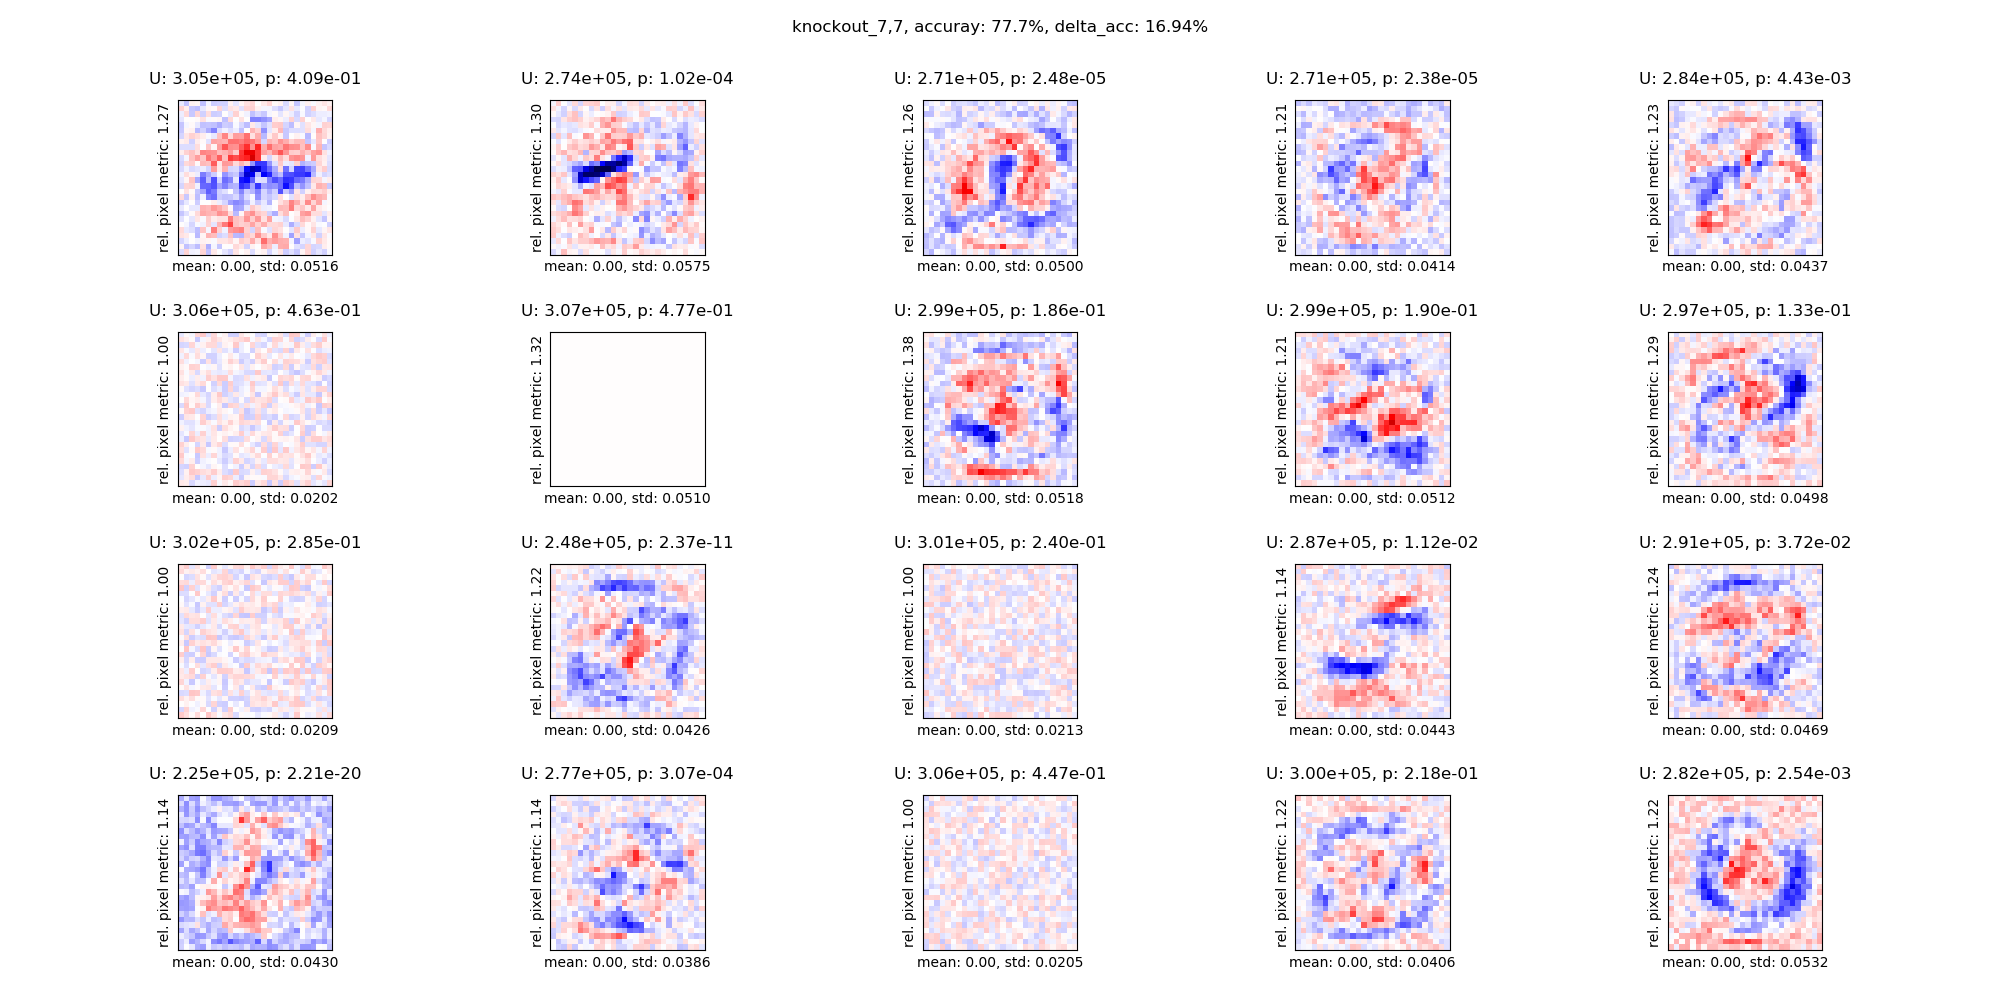 knockout_7,7, accuray: 77.7%, delta_acc: 16.94%
U: 3.05e+05, p: 4.09e-01
rel. pixel metric: 1.27
mean: 0.00, std: 0.0516
U: 2.74e+05, p: 1.02e-04
rel. pixel metric: 1.30
mean: 0.00, std: 0.0575
U: 2.71e+05, p: 2.48e-05
rel. pixel metric: 1.26
mean: 0.00, std: 0.0500
U: 2.71e+05, p: 2.38e-05
rel. pixel metric: 1.21
mean: 0.00, std: 0.0414
U: 2.84e+05, p: 4.43e-03
rel. pixel metric: 1.23
mean: 0.00, std: 0.0437
U: 3.06e+05, p: 4.63e-01
rel. pixel metric: 1.00
mean: 0.00, std: 0.0202
U: 3.07e+05, p: 4.77e-01
rel. pixel metric: 1.32
mean: 0.00, std: 0.0510
U: 2.99e+05, p: 1.86e-01
rel. pixel metric: 1.38
mean: 0.00, std: 0.0518
U: 2.99e+05, p: 1.90e-01
rel. pixel metric: 1.21
mean: 0.00, std: 0.0512
U: 2.97e+05, p: 1.33e-01
rel. pixel metric: 1.29
mean: 0.00, std: 0.0498
U: 3.02e+05, p: 2.85e-01
rel. pixel metric: 1.00
mean: 0.00, std: 0.0209
U: 2.48e+05, p: 2.37e-11
rel. pixel metric: 1.22
mean: 0.00, std: 0.0426
U: 3.01e+05, p: 2.40e-01
rel. pixel metric: 1.00
mean: 0.00, std: 0.0213
U: 2.87e+05, p: 1.12e-02
rel. pixel metric: 1.14
mean: 0.00, std: 0.0443
U: 2.91e+05, p: 3.72e-02
rel. pixel metric: 1.24
mean: 0.00, std: 0.0469
U: 2.25e+05, p: 2.21e-20
rel. pixel metric: 1.14
mean: 0.00, std: 0.0430
U: 2.77e+05, p: 3.07e-04
rel. pixel metric: 1.14
mean: 0.00, std: 0.0386
U: 3.06e+05, p: 4.47e-01
rel. pixel metric: 1.00
mean: 0.00, std: 0.0205
U: 3.00e+05, p: 2.18e-01
rel. pixel metric: 1.22
mean: 0.00, std: 0.0406
U: 2.82e+05, p: 2.54e-03
rel. pixel metric: 1.22
mean: 0.00, std: 0.0532